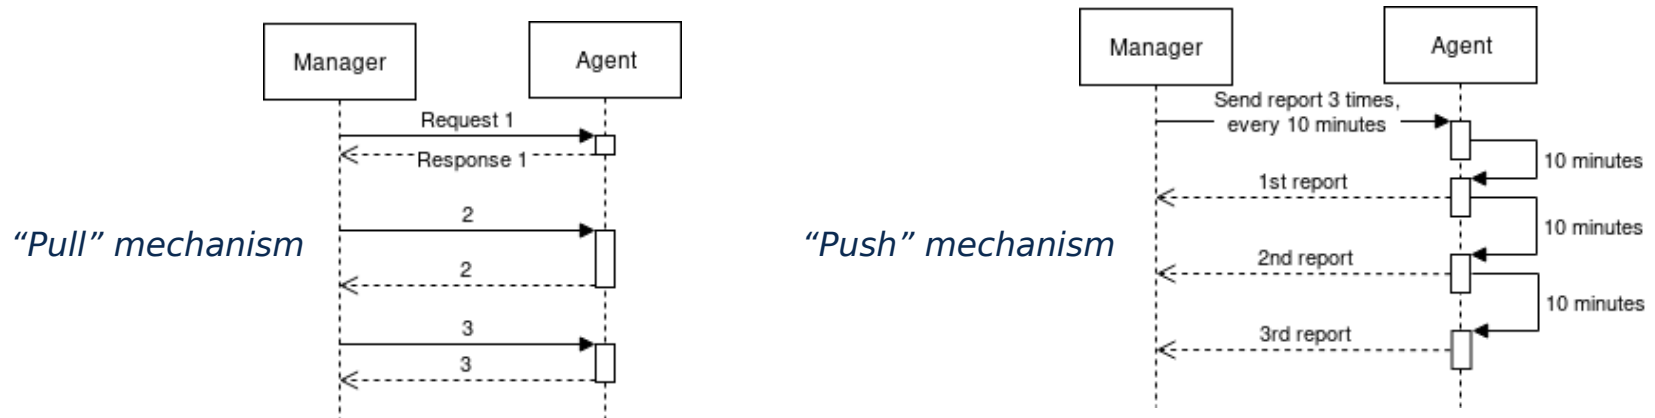 Manager
Agent
Request 1
Response 1
2
2
3
3
“Pull” mechanism
Manager
Agent
Send report 3 times,
every 10 minutes
10 minutes
1st report
10 minutes
2nd report
10 minutes
3rd report
“Push” mechanism